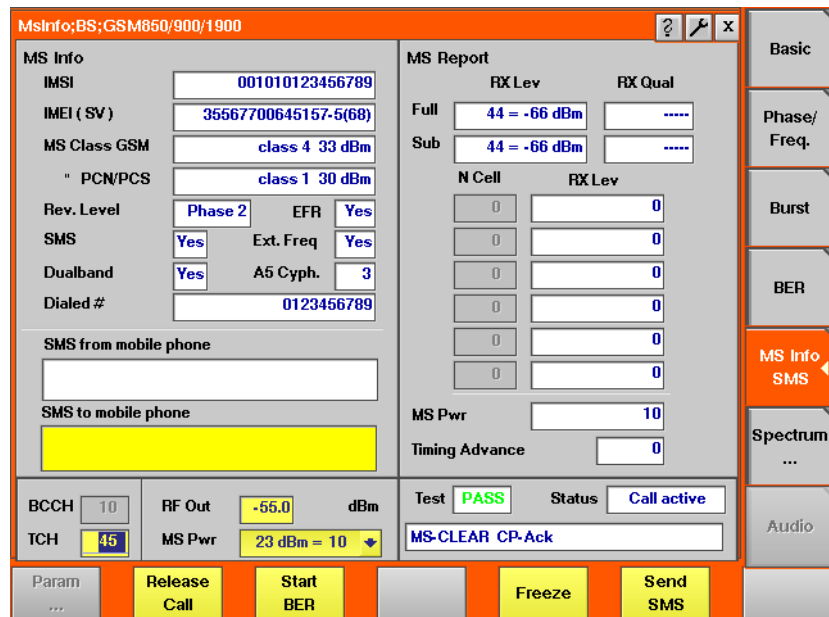 MsInfo;BS;GSM850/900/1900
? x
MS Info
IMSI 001010123456789
IMEI ( SV ) 35567700645157-5(68)
MS Class GSM class 4 33 dBm
" PCN/PCS class 1 30 dBm
Rev. Level Phase 2 EFR Yes
SMS Yes Ext. Freq Yes
Dualband Yes A5 Cyph. 3
Dialed # 0123456789
SMS from mobile phone
SMS to mobile phone
MS Report
RX Lev RX Qual
Full 44 = -66 dBm -----
Sub 44 = -66 dBm -----
N Cell RX Lev
0 0
0 0
0 0
0 0
0 0
0 0
MS Pwr 10
Timing Advance 0
BCCH 10 RF Out -55.0 dBm
TCH 45 MS Pwr 23 dBm = 10
Test PASS Status Call active
MS-CLEAR CP-Ack
Basic
Phase/
Freq.
Burst
BER
MS Info
SMS
Spectrum
...
Audio
Param
...
Release
Call
Start
BER
Freeze
Send
SMS